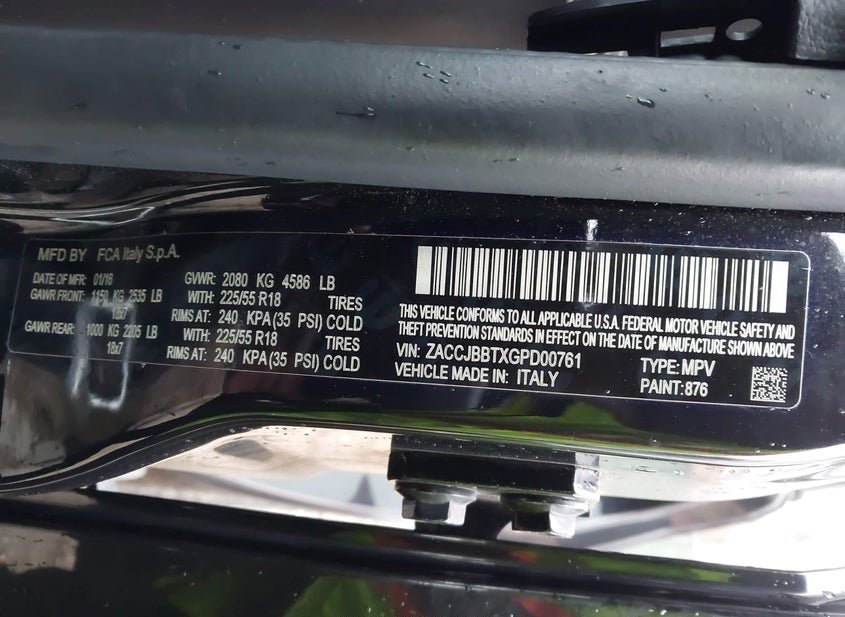 MFD BY FCA Italy S.p.A.
DATE OF MFR: 01/16 GVWR: 2080 KG 4586 LB
GAWR FRONT: 1150 KG 2535 LB WITH: 225/55 R18 TIRES
18x7 RIMS AT: 240 KPA(35 PSI) COLD
GAWR REAR: 1000 KG 2205 LB WITH: 225/55 R18 TIRES
18x7 RIMS AT: 240 KPA(35 PSI) COLD
THIS VEHICLE CONFORMS TO ALL APPLICABLE U.S.A. FEDERAL MOTOR VEHICLE SAFETY AND
THEFT PREVENTION STANDARDS IN EFFECT ON THE DATE OF MANUFACTURE SHOWN ABOVE
VIN: ZACCJBBTXGPD00761 TYPE: MPV
VEHICLE MADE IN: ITALY PAINT:876